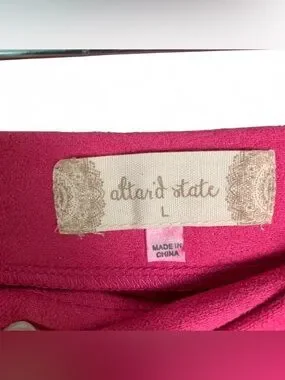 altar'd state
L
MADE IN
CHINA